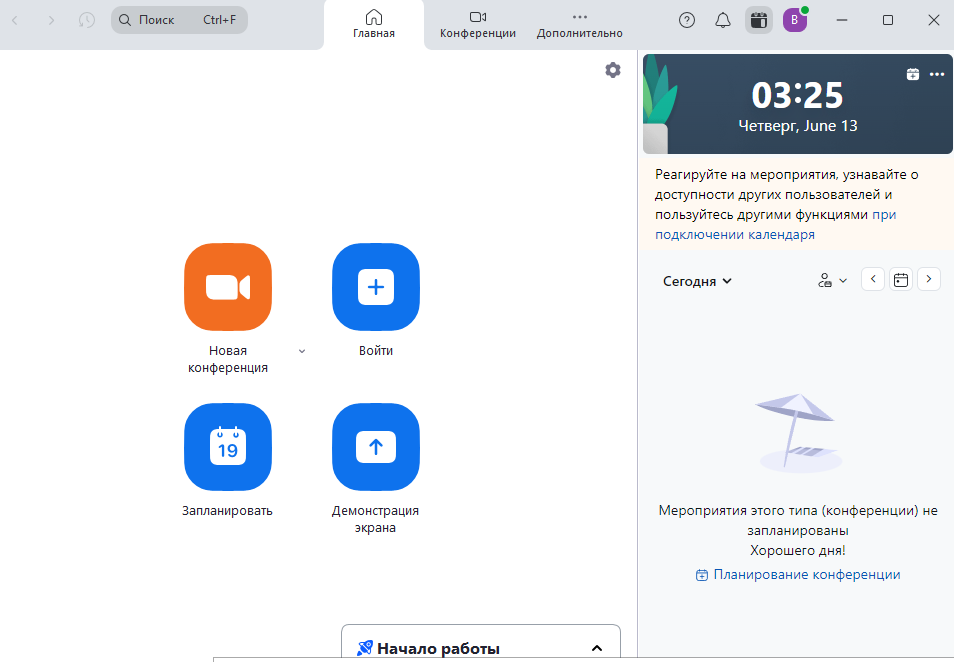 Поиск Ctrl+F
Главная
Конференции
Дополнительно
В
03:25
Четверг, June 13
Реагируйте на мероприятия, узнавайте о
доступности других пользователей и
пользуйтесь другими функциями при
подключении календаря
Сегодня
Новая
конференция
Войти
19
Запланировать
Демонстрация
экрана
Мероприятия этого типа (конференции) не
запланированы
Хорошего дня!
Планирование конференции
Начало работы